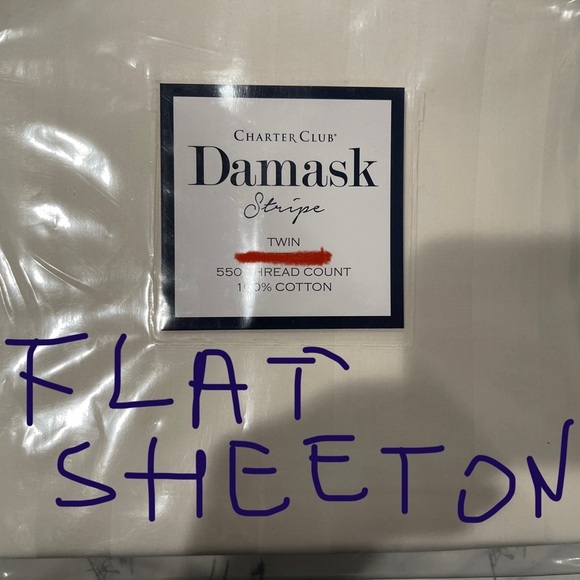 CHARTER CLUB®
Damask
Stripe
TWIN
550 THREAD COUNT
100% COTTON
FLAT
SHEETON